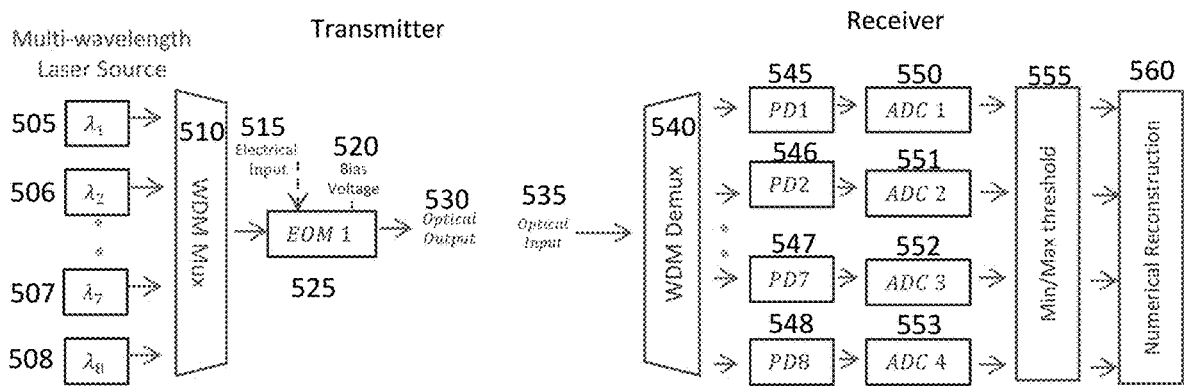 Transmitter
Receiver
Multi-wavelength
Laser Source
505
λ1
506
λ2
507
λ7
508
λ8
510
WDM Mux
515
Electrical
Input
520
Bias
Voltage
EOM 1
525
530
Optical
Output
535
Optical
Input
540
WDM Demux
545
PD1
546
PD2
547
PD7
548
PD8
550
ADC 1
551
ADC 2
552
ADC 3
553
ADC 4
555
Min/Max threshold
560
Numerical Reconstruction